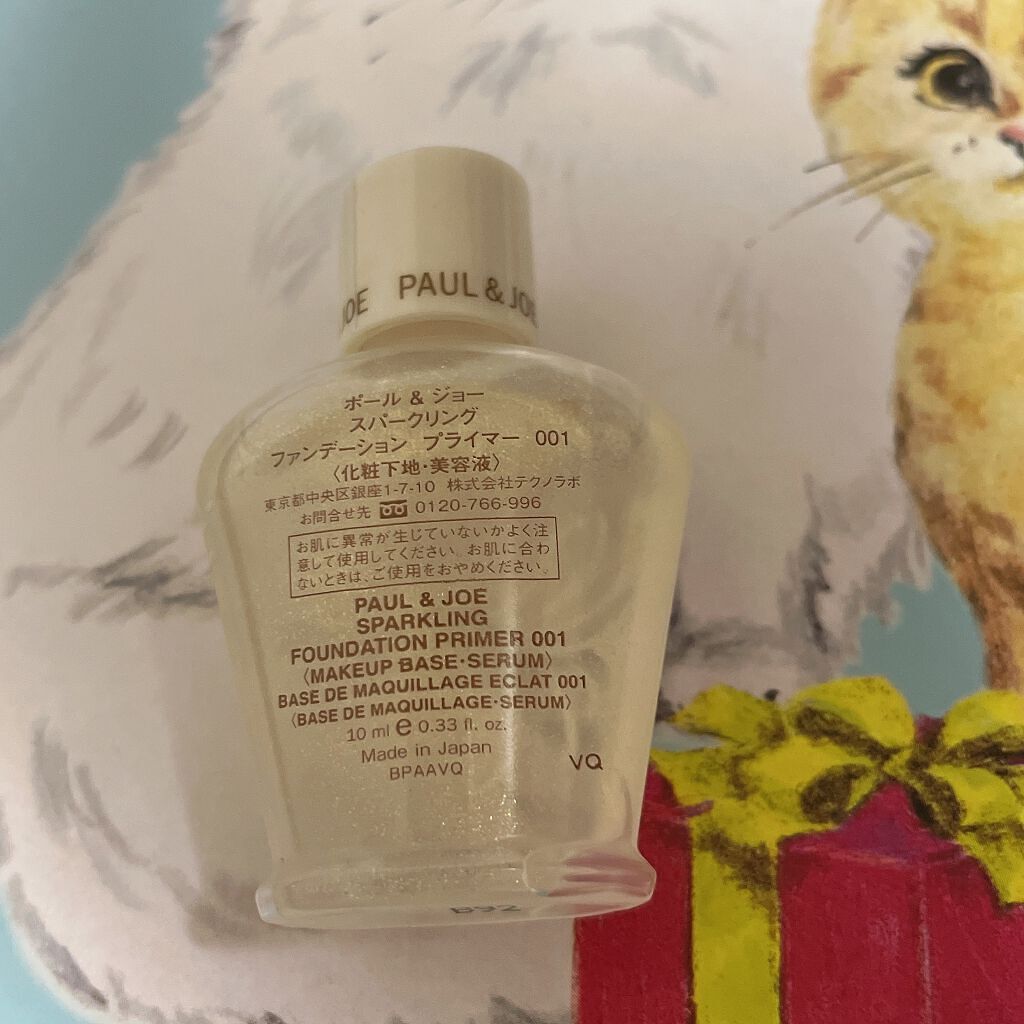 JOE PAUL & JOE
ポール & ジョー
スパークリング
ファンデーション プライマー 001
〈化粧下地・美容液〉
東京都中央区銀座1-7-10 株式会社テクノラボ
お問合せ先 0120-766-996
お肌に異常が生じていないかよく注
意して使用してください。お肌に合わ
ないときは、ご使用をおやめください。
PAUL & JOE
SPARKLING
FOUNDATION PRIMER 001
〈MAKEUP BASE・SERUM〉
BASE DE MAQUILLAGE ECLAT 001
〈BASE DE MAQUILLAGE・SERUM〉
10 ml e 0.33 fl. oz.
Made in Japan
BPAAVQ
VQ
B92